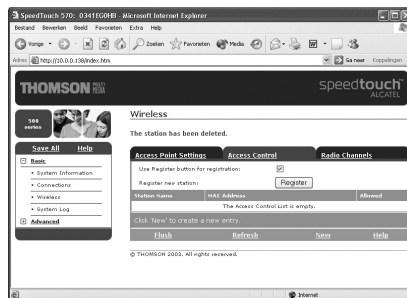 SpeedTouch 570: 0341EG0HB - Microsoft Internet Explorer
Bestand Bewerken Beeld Favorieten Extra Help
Vorige Zoeken Favorieten Media
Adres http://10.0.0.138/index.htm Ga naar Koppelingen
THOMSON MULTI MEDIA
speedtouch
ALCATEL
500 series
Wireless
The station has been deleted.
Save All Help
Basic
System Information
Connections
Wireless
System Log
Advanced
Access Point Settings Access Control Radio Channels
Use Register button for registration:
Register new station: Register
Station Name MAC Address Allowed
The Access Control List is empty.
Click 'New' to create a new entry.
Flush Refresh New Help
© THOMSON 2003. All rights reserved.
Internet